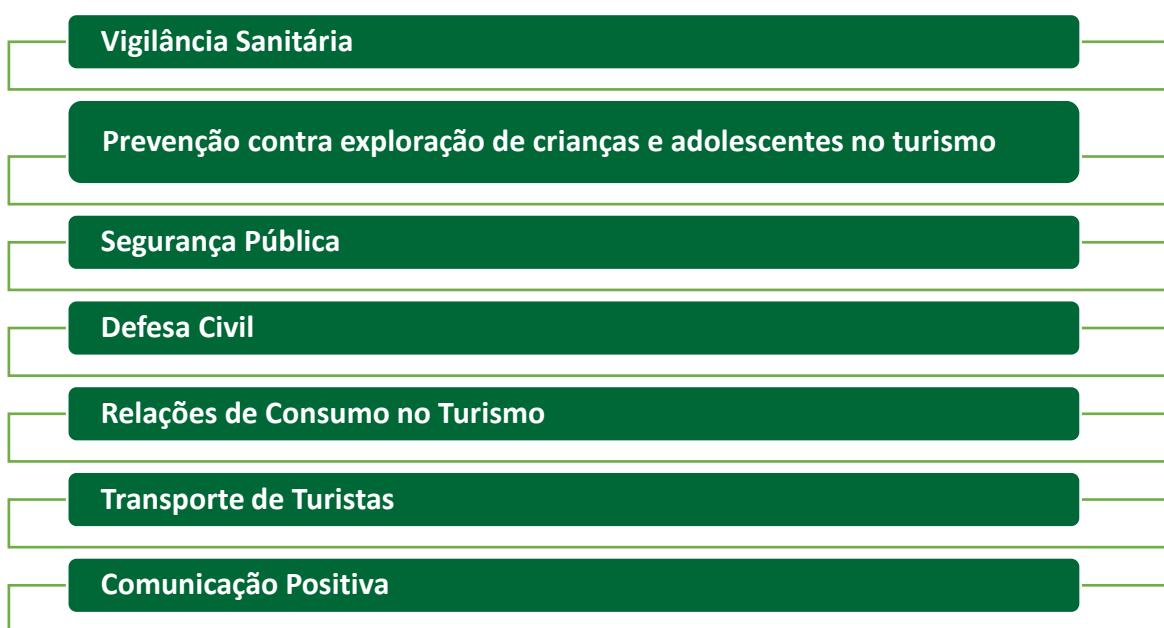 Vigilância Sanitária
Prevenção contra exploração de crianças e adolescentes no turismo
Segurança Pública
Defesa Civil
Relações de Consumo no Turismo
Transporte de Turistas
Comunicação Positiva